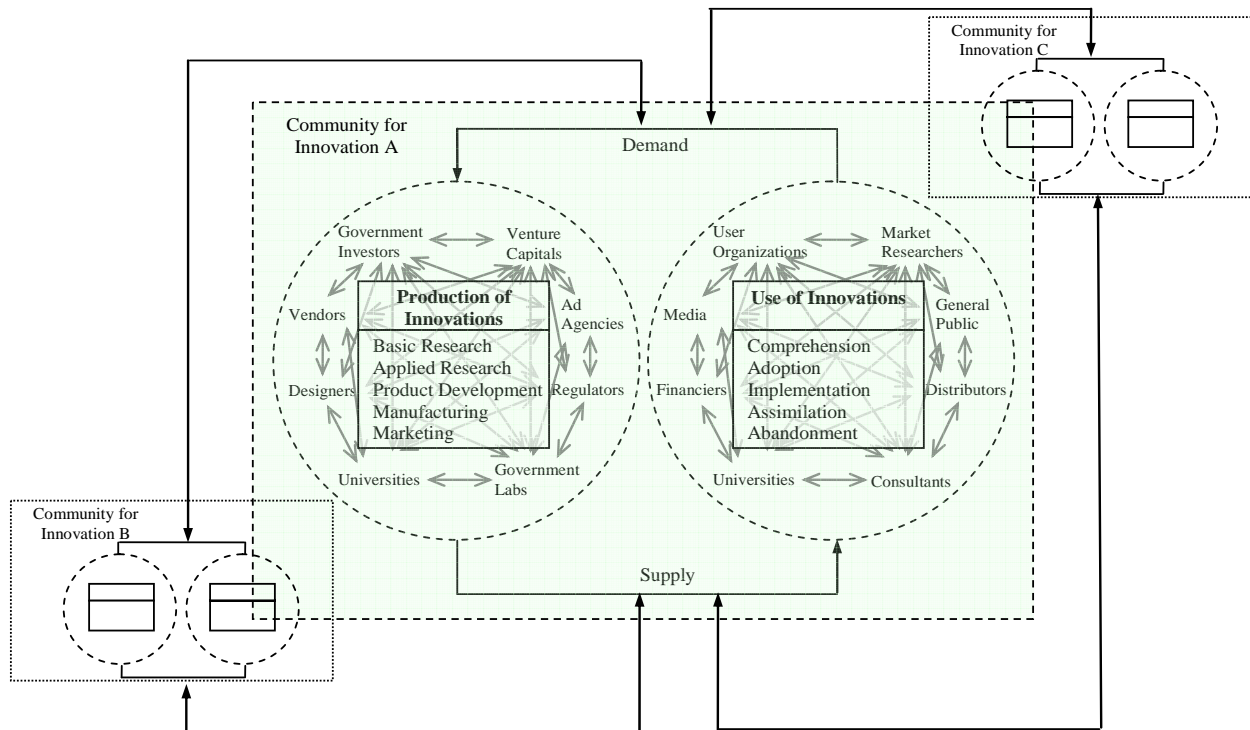 Community for
Innovation C
Community for
Innovation A
Demand
Government
Investors
Venture
Capitals
Vendors
Ad
Agencies
Designers
Regulators
Universities
Government
Labs
Production of
Innovations
Basic Research
Applied Research
Product Development
Manufacturing
Marketing
User
Organizations
Market
Researchers
Media
General
Public
Financiers
Distributors
Universities
Consultants
Use of Innovations
Comprehension
Adoption
Implementation
Assimilation
Abandonment
Community for
Innovation B
Supply